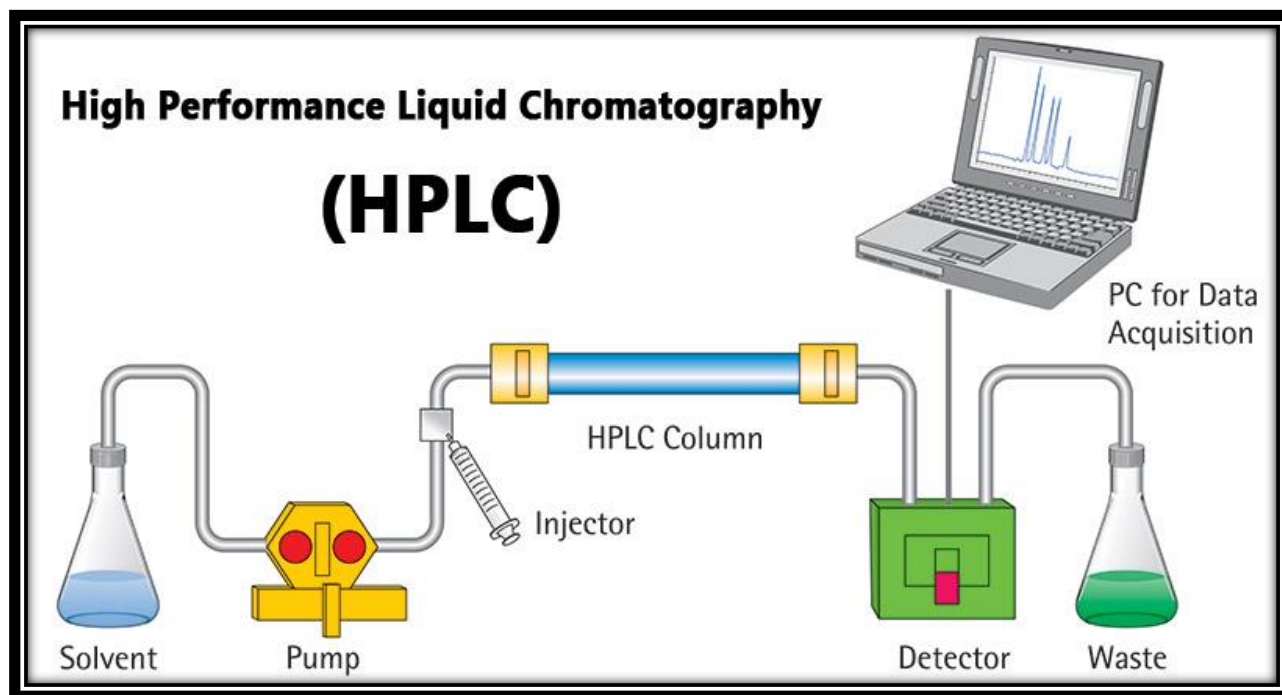 High Performance Liquid Chromatography
(HPLC)
PC for Data
Acquisition
HPLC Column
Injector
Solvent
Pump
Detector
Waste